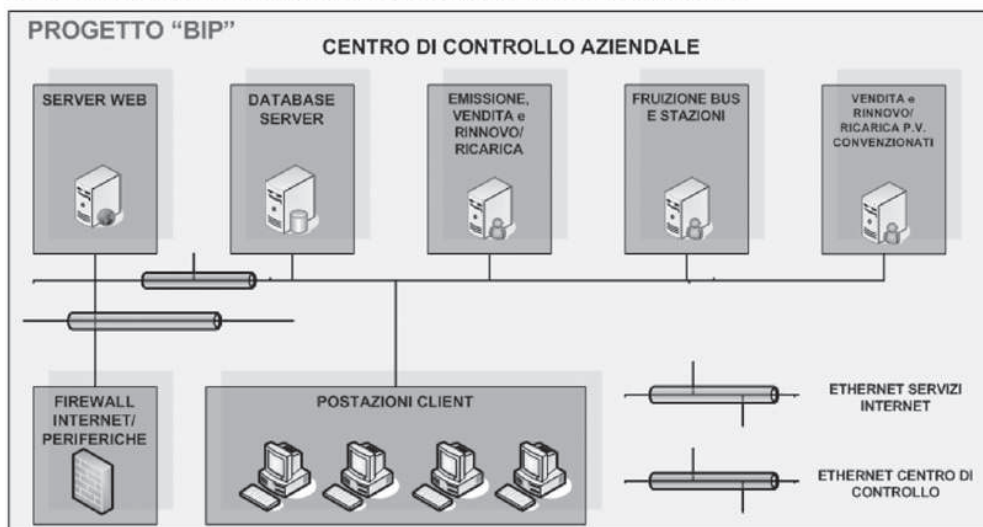 PROGETTO "BIP"
CENTRO DI CONTROLLO AZIENDALE
SERVER WEB
DATABASE
SERVER
EMISSIONE,
VENDITA e
RINNOVO/
RICARICA
FRUIZIONE BUS
E STAZIONI
VENDITA e
RINNOVO/
RICARICA P.V.
CONVENZIONATI
FIREWALL
INTERNET/
PERIFERICHE
POSTAZIONI CLIENT
ETHERNET SERVIZI
INTERNET
ETHERNET CENTRO DI
CONTROLLO